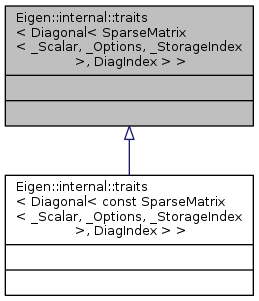 Eigen::internal::traits
< Diagonal< SparseMatrix
< _Scalar, _Options, _StorageIndex
>, DiagIndex > >
Eigen::internal::traits
< Diagonal< const SparseMatrix
< _Scalar, _Options, _StorageIndex
>, DiagIndex > >